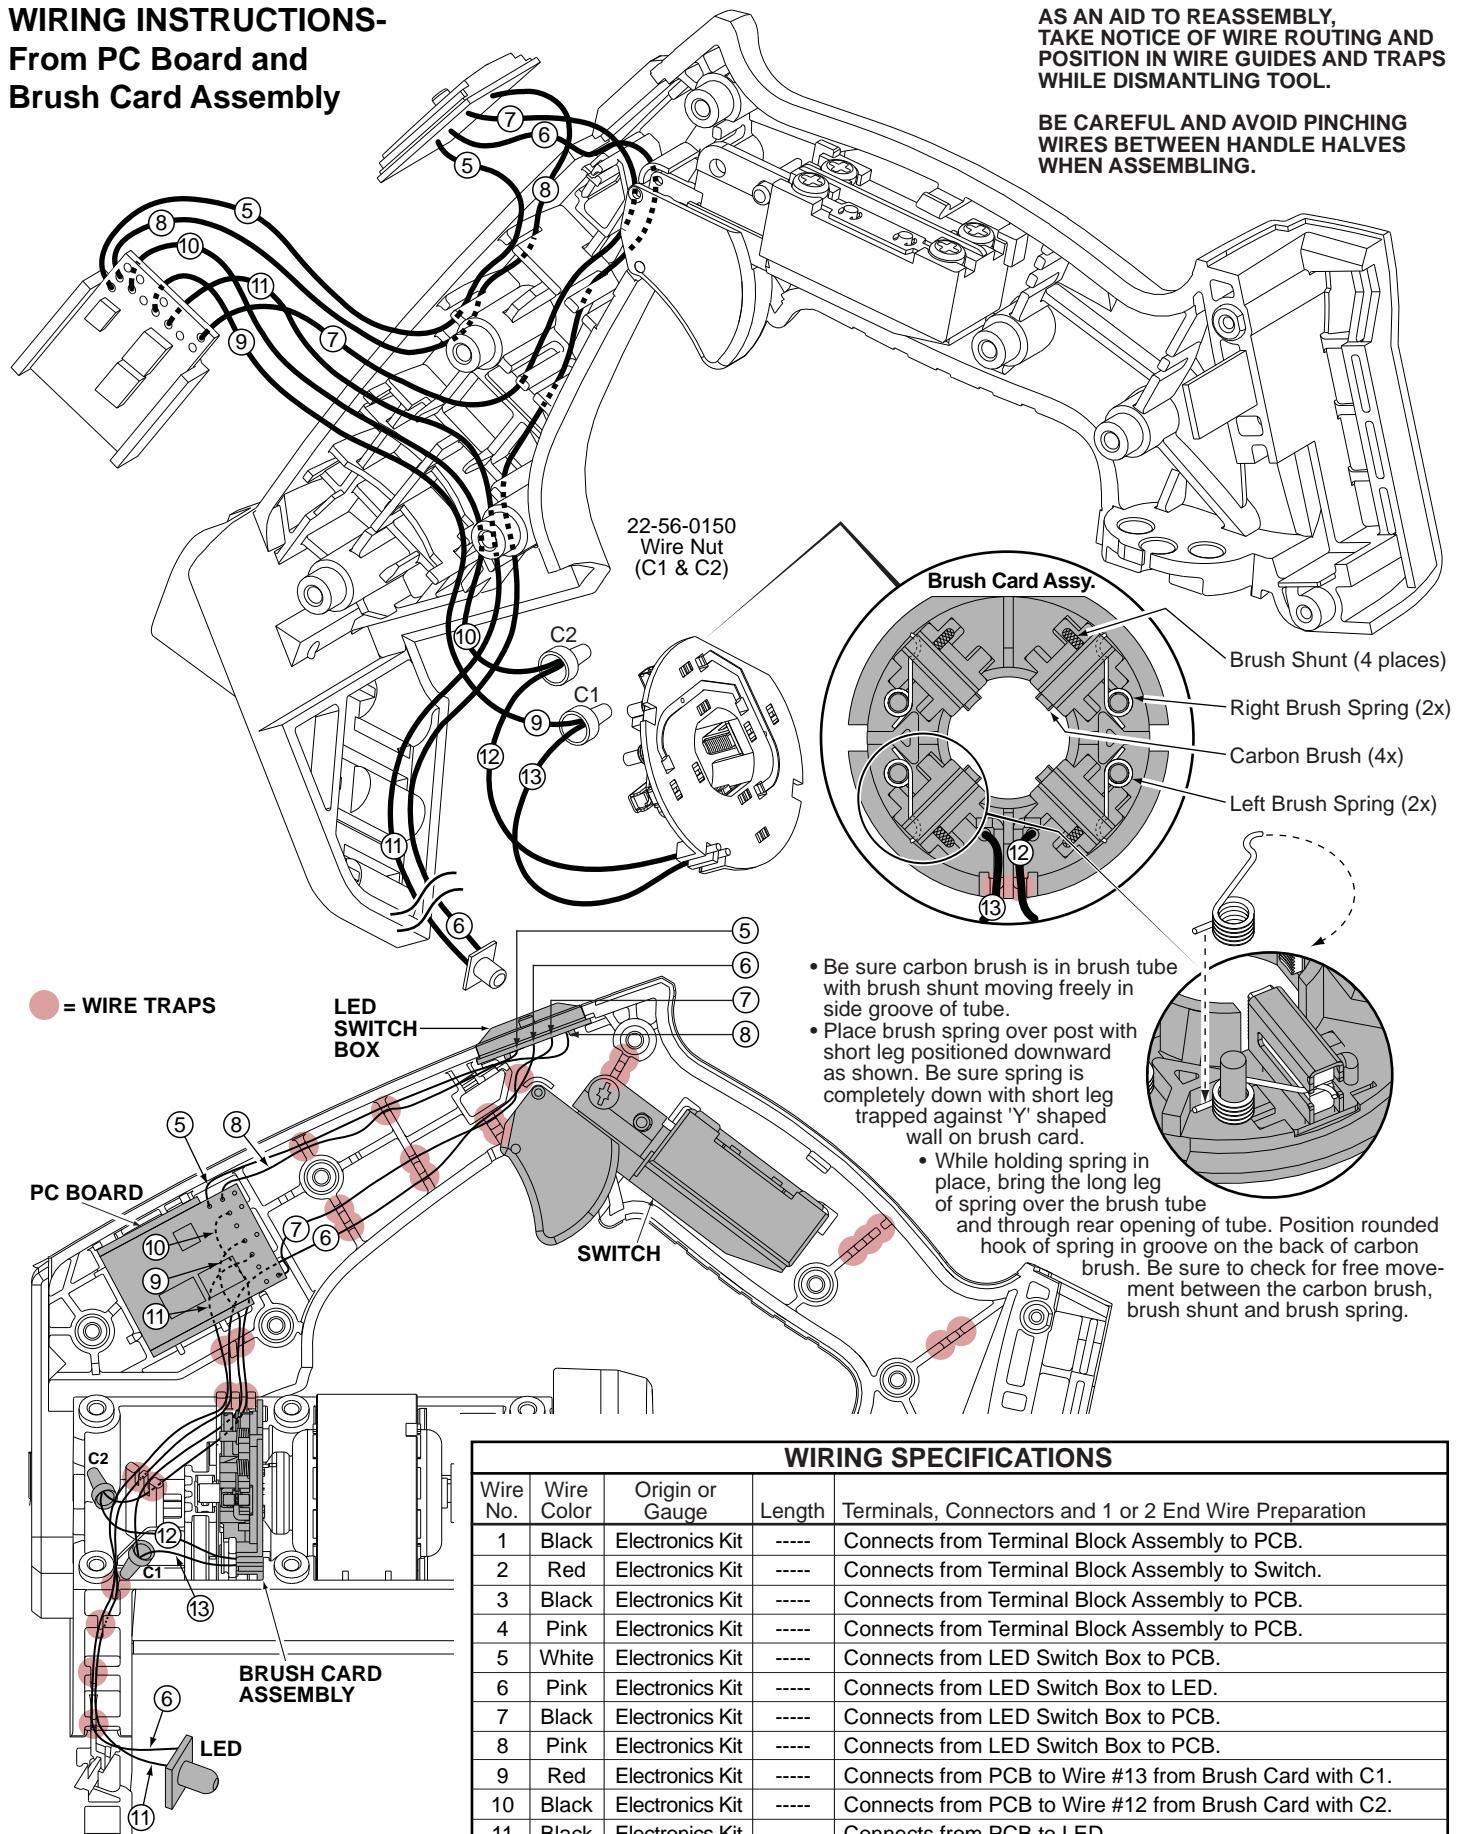 WIRING INSTRUCTIONS-
From PC Board and
Brush Card Assembly
AS AN AID TO REASSEMBLY,
TAKE NOTICE OF WIRE ROUTING AND
POSITION IN WIRE GUIDES AND TRAPS
WHILE DISMANTLING TOOL.
BE CAREFUL AND AVOID PINCHING
WIRES BETWEEN HANDLE HALVES
WHEN ASSEMBLING.
7
6
5
8
5
8
10
11
9
7
22-56-0150
Wire Nut
(C1 & C2)
10
C2
C1
9
12
13
11
6
Brush Card Assy.
Brush Shunt (4 places)
Right Brush Spring (2x)
Carbon Brush (4x)
Left Brush Spring (2x)
12
13
= WIRE TRAPS
LED
SWITCH
BOX
5
6
7
8
• Be sure carbon brush is in brush tube
with brush shunt moving freely in
side groove of tube.
• Place brush spring over post with
short leg positioned downward
as shown. Be sure spring is
completely down with short leg
trapped against 'Y' shaped
wall on brush card.
• While holding spring in
place, bring the long leg
of spring over the brush tube
and through rear opening of tube. Position rounded
hook of spring in groove on the back of carbon
brush. Be sure to check for free move-
ment between the carbon brush,
brush shunt and brush spring.
5
8
PC BOARD
10
9
11
7
6
SWITCH
C2
12
C1
13
BRUSH CARD
ASSEMBLY
6
LED
11
WIRING SPECIFICATIONS
Wire No. Wire Color Origin or Gauge Length Terminals, Connectors and 1 or 2 End Wire Preparation
1 Black Electronics Kit ----- Connects from Terminal Block Assembly to PCB.
2 Red Electronics Kit ----- Connects from Terminal Block Assembly to Switch.
3 Black Electronics Kit ----- Connects from Terminal Block Assembly to PCB.
4 Pink Electronics Kit ----- Connects from Terminal Block Assembly to PCB.
5 White Electronics Kit ----- Connects from LED Switch Box to PCB.
6 Pink Electronics Kit ----- Connects from LED Switch Box to LED.
7 Black Electronics Kit ----- Connects from LED Switch Box to PCB.
8 Pink Electronics Kit ----- Connects from LED Switch Box to PCB.
9 Red Electronics Kit ----- Connects from PCB to Wire #13 from Brush Card with C1.
10 Black Electronics Kit ----- Connects from PCB to Wire #12 from Brush Card with C2.
11 Black Electronics Kit ----- Connects from PCB to LED.